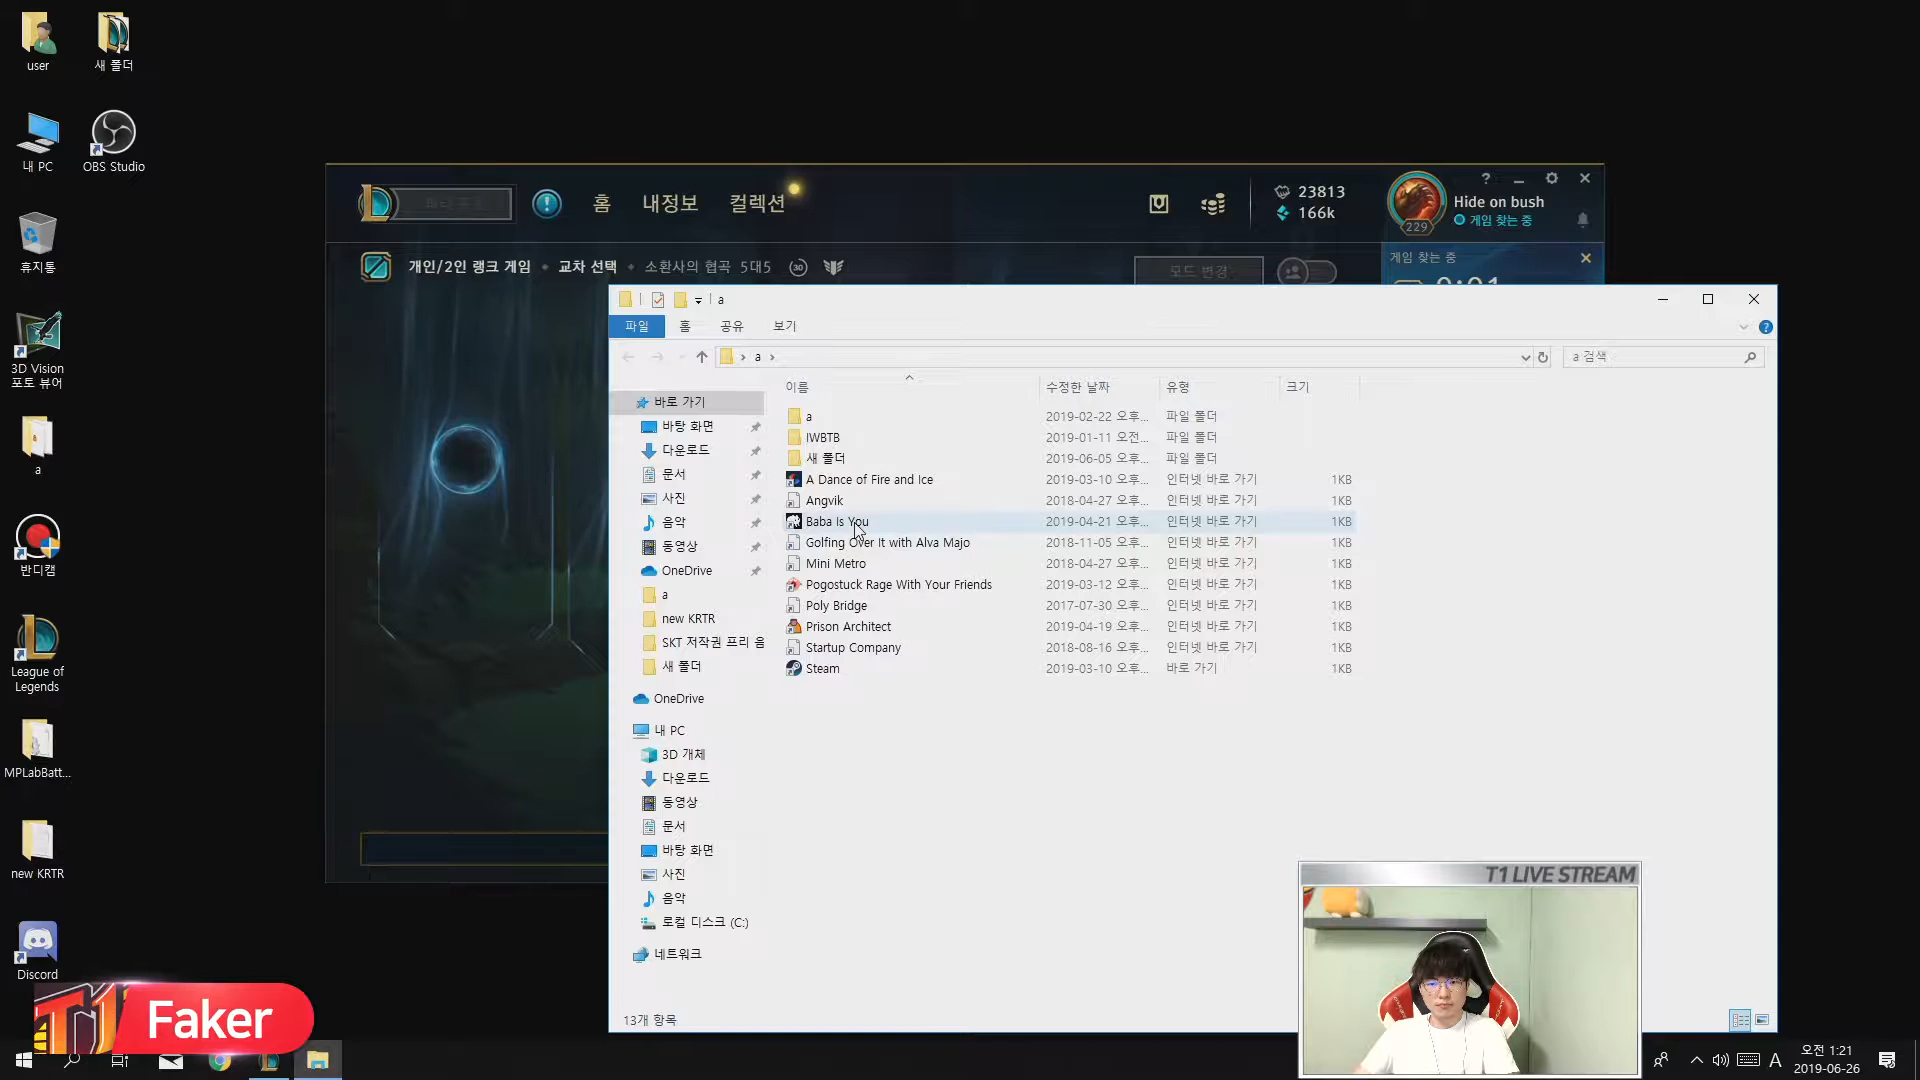 user
새 폴더
내 PC
OBS Studio
휴지통
3D Vision
포토 뷰어
a
반디캠
League of
Legends
MPLabBatt...
new KRTR
Discord
홈
내정보
컬렉션
23813
166k
229
Hide on bush
게임 찾는 중
개인/2인 랭크 게임 • 교차 선택 • 소환사의 협곡 5대5 30
모드 변경
게임 찾는 중
0:01
a
파일
홈
공유
보기
a
a 검색
이름
수정한 날짜
유형
크기
바로 가기
바탕 화면
다운로드
문서
사진
음악
동영상
OneDrive
a
new KRTR
SKT 저작권 프리 음
새 폴더
OneDrive
내 PC
3D 개체
다운로드
동영상
문서
바탕 화면
사진
음악
로컬 디스크 (C:)
네트워크
a 2019-02-22 오후... 파일 폴더
IWBTB 2019-01-11 오전... 파일 폴더
새 폴더 2019-06-05 오후... 파일 폴더
A Dance of Fire and Ice 2019-03-10 오후... 인터넷 바로 가기 1KB
Angvik 2018-04-27 오후... 인터넷 바로 가기 1KB
Baba Is You 2019-04-21 오후... 인터넷 바로 가기 1KB
Golfing Over It with Alva Majo 2018-11-05 오후... 인터넷 바로 가기 1KB
Mini Metro 2018-04-27 오후... 인터넷 바로 가기 1KB
Pogostuck Rage With Your Friends 2019-03-12 오후... 인터넷 바로 가기 1KB
Poly Bridge 2017-07-30 오후... 인터넷 바로 가기 1KB
Prison Architect 2019-04-19 오후... 인터넷 바로 가기 1KB
Startup Company 2018-08-16 오후... 인터넷 바로 가기 1KB
Steam 2019-03-10 오후... 바로 가기 1KB
13개 항목
T1 LIVE STREAM
T1 Faker
A
오전 1:21
2019-06-26